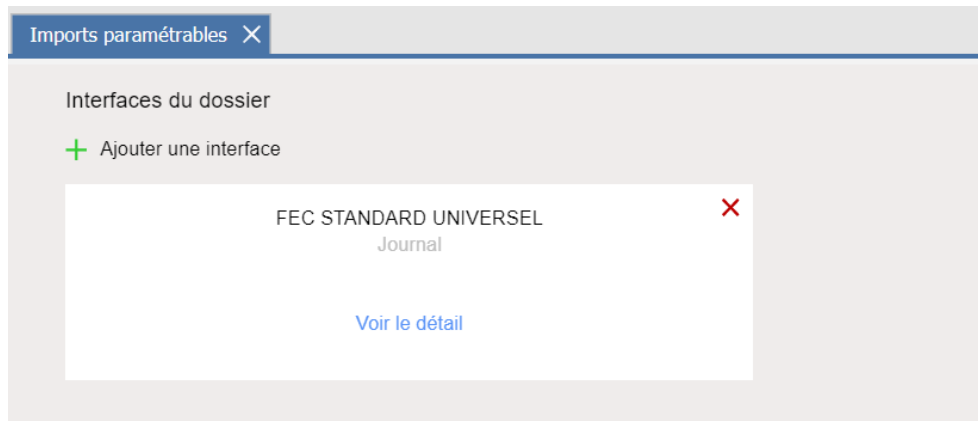 Imports paramétrables
Interfaces du dossier
Ajouter une interface
FEC STANDARD UNIVERSEL
Journal
Voir le détail